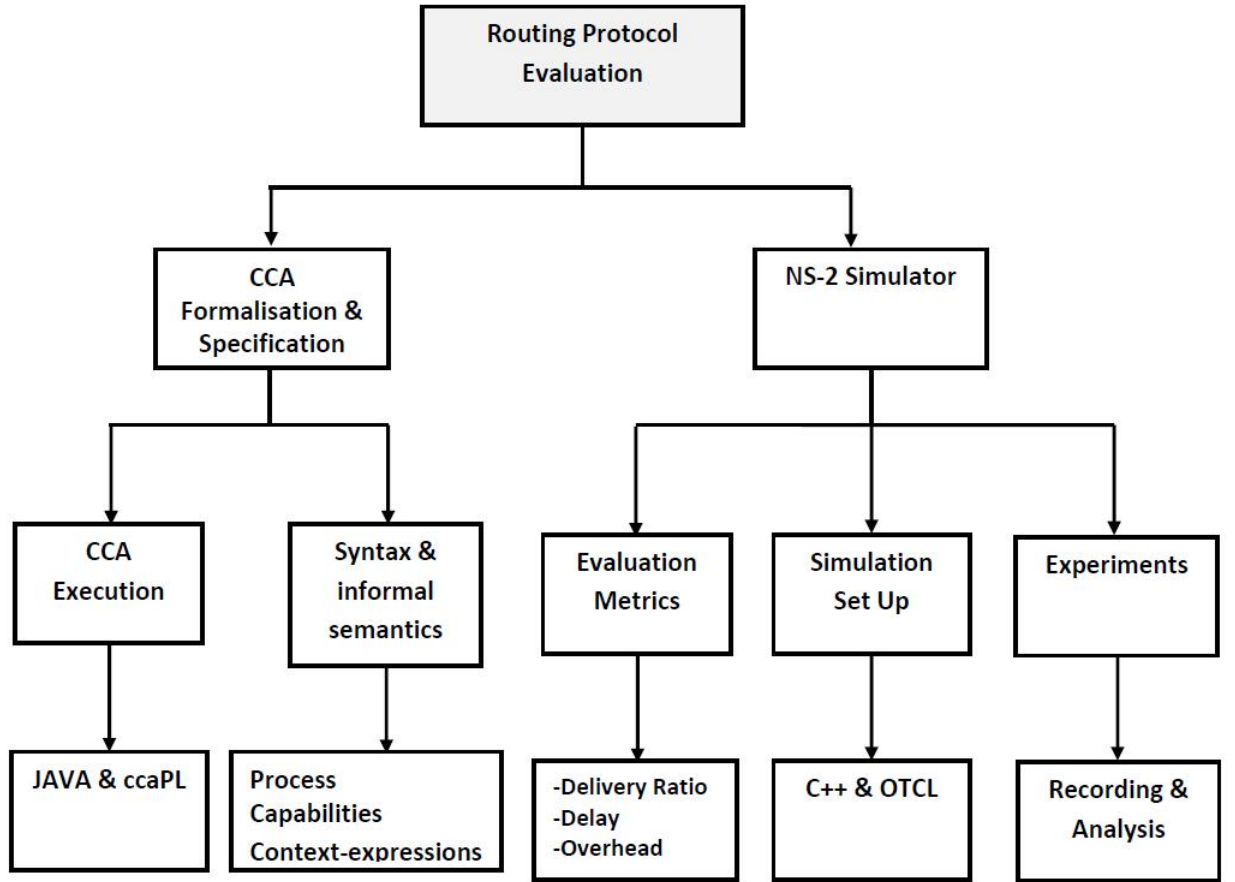 Routing Protocol
Evaluation
CCA
Formalisation &
Specification
NS-2 Simulator
CCA
Execution
Syntax &
informal
semantics
Evaluation
Metrics
Simulation
Set Up
Experiments
JAVA & ccaPL
Process
Capabilities
Context-expressions
-Delivery Ratio
-Delay
-Overhead
C++ & OTCL
Recording &
Analysis